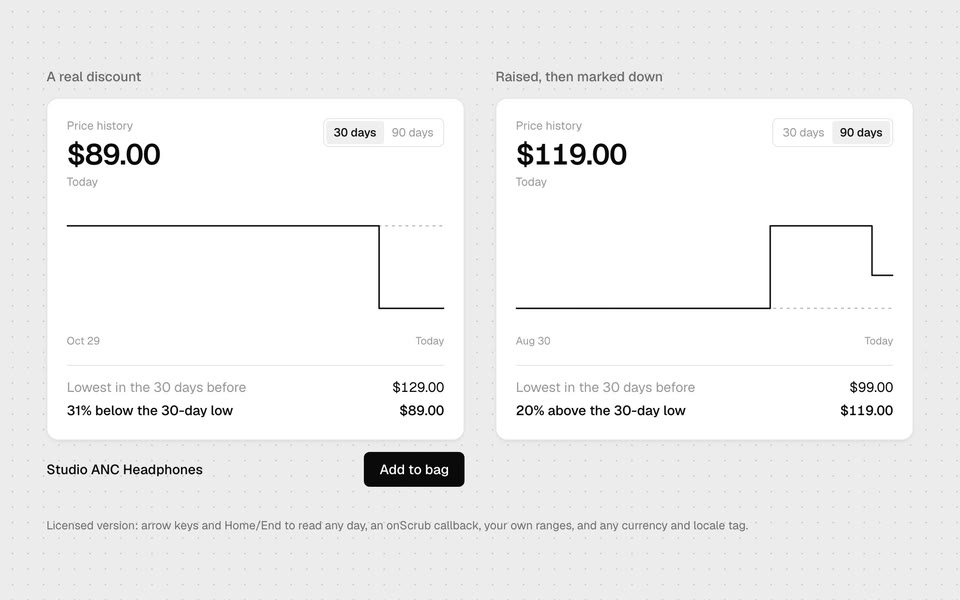 A real discount
Price history
30 days 90 days
$89.00
Today
Oct 29 Today
Lowest in the 30 days before $129.00
31% below the 30-day low $89.00
Studio ANC Headphones Add to bag
Raised, then marked down
Price history
30 days 90 days
$119.00
Today
Aug 30 Today
Lowest in the 30 days before $99.00
20% above the 30-day low $119.00
Licensed version: arrow keys and Home/End to read any day, an onScrub callback, your own ranges, and any currency and locale tag.